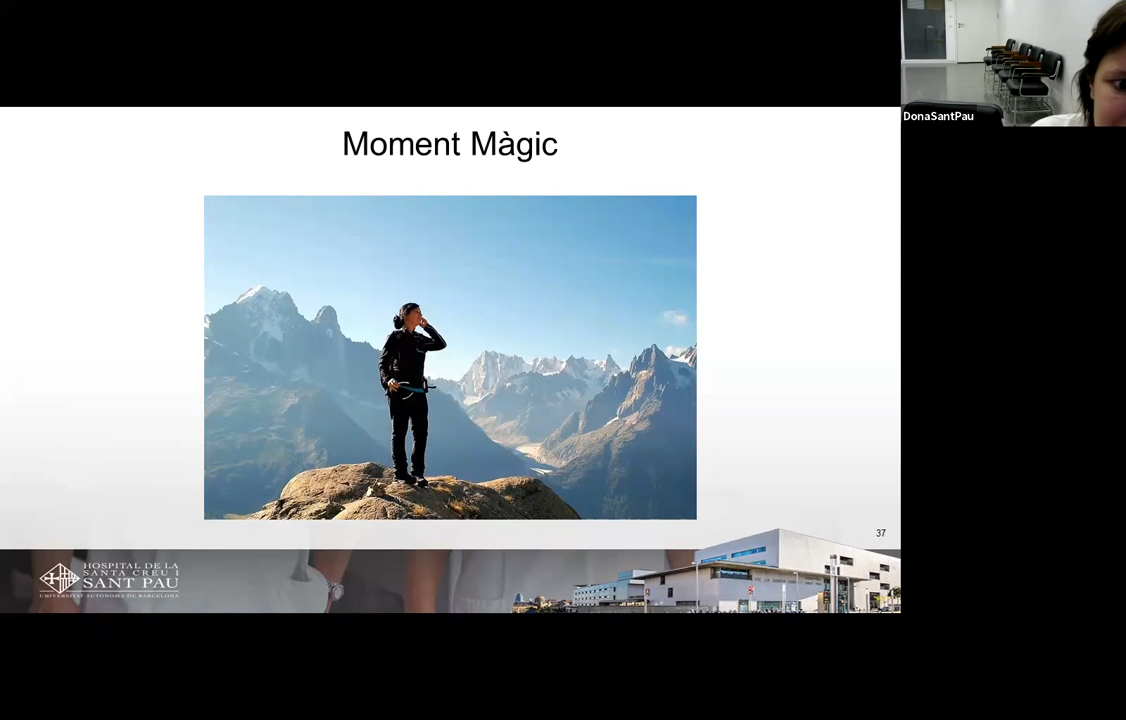 Moment Màgic
DonaSantPau
37
HOSPITAL DE LA
SANTA CREU I
SANT PAU
UNIVERSITAT AUTÒNOMA DE BARCELONA